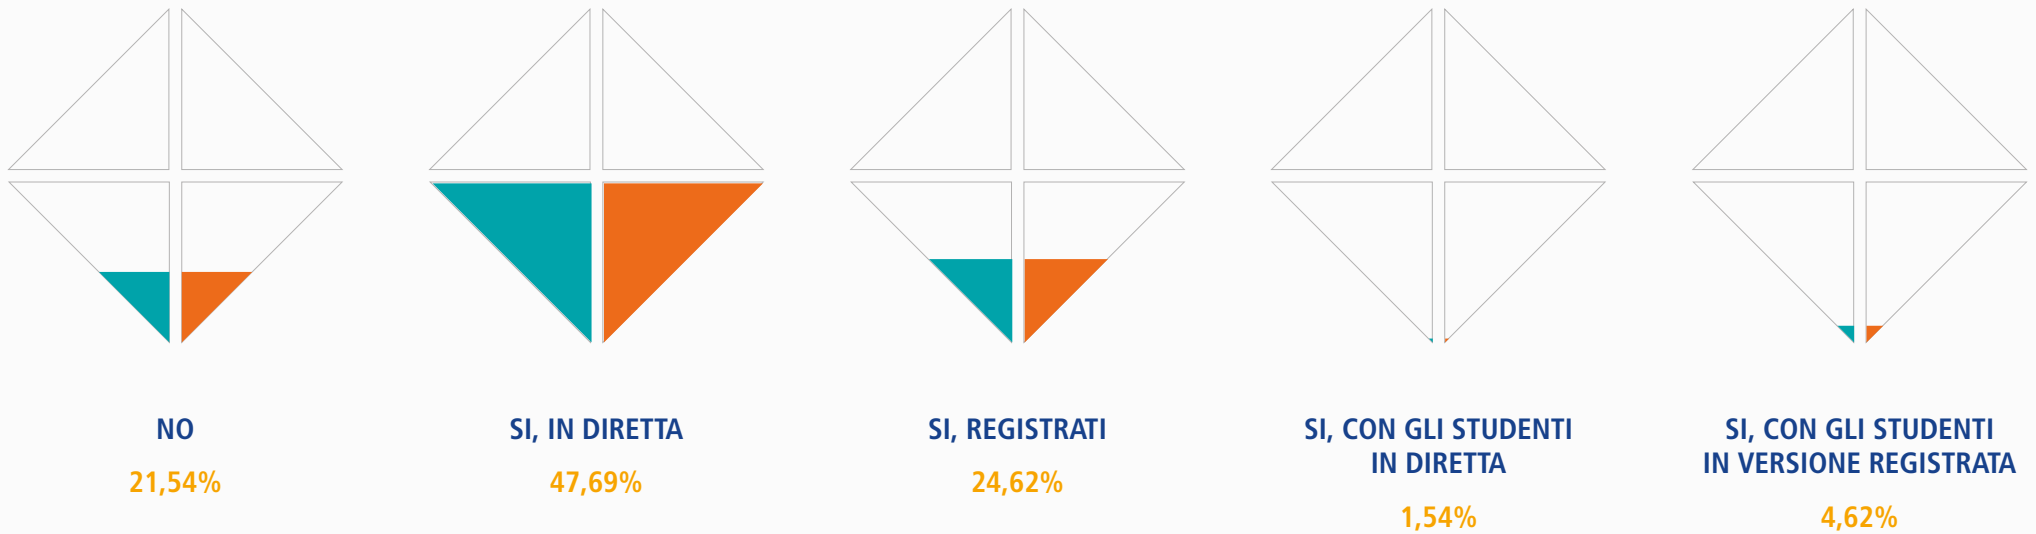 NO
21,54%
SI, IN DIRETTA
47,69%
SI, REGISTRATI
24,62%
SI, CON GLI STUDENTI
IN DIRETTA
1,54%
SI, CON GLI STUDENTI
IN VERSIONE REGISTRATA
4,62%